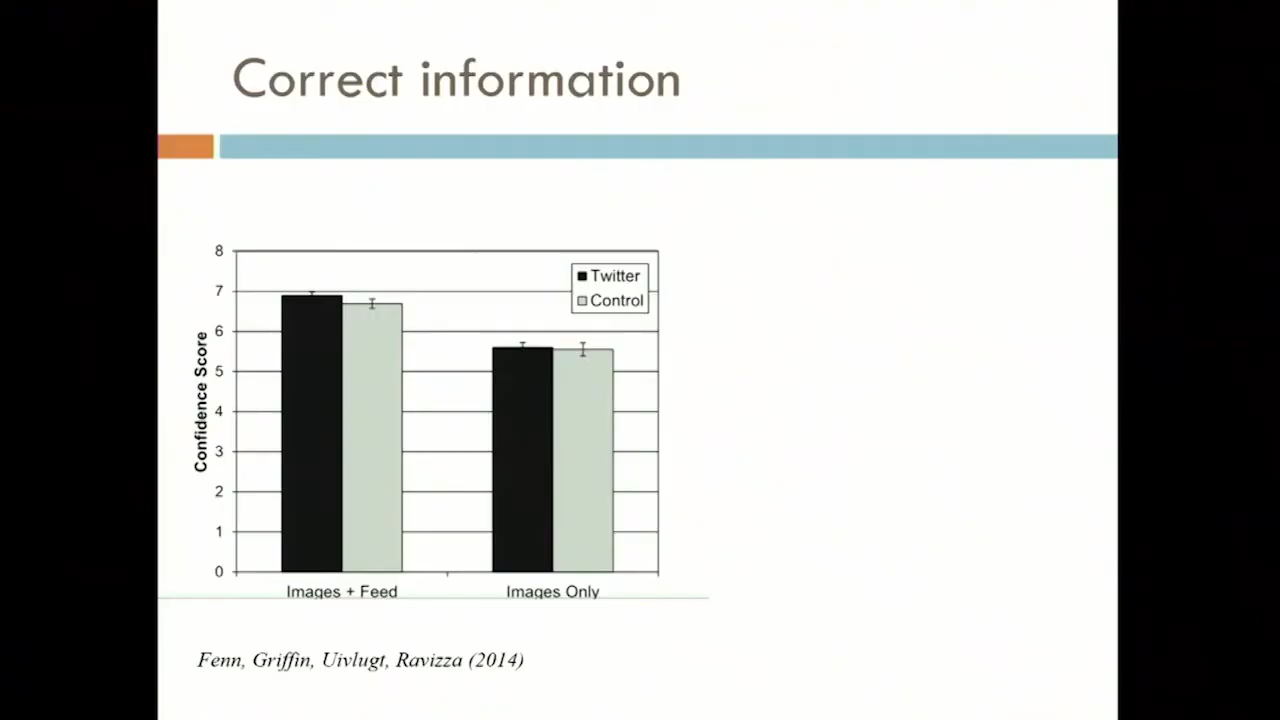 Correct information
8
7
6
5
4
3
2
1
0
Confidence Score
Twitter
Control
Images + Feed
Images Only
Fenn, Griffin, Uivlugt, Ravizza (2014)